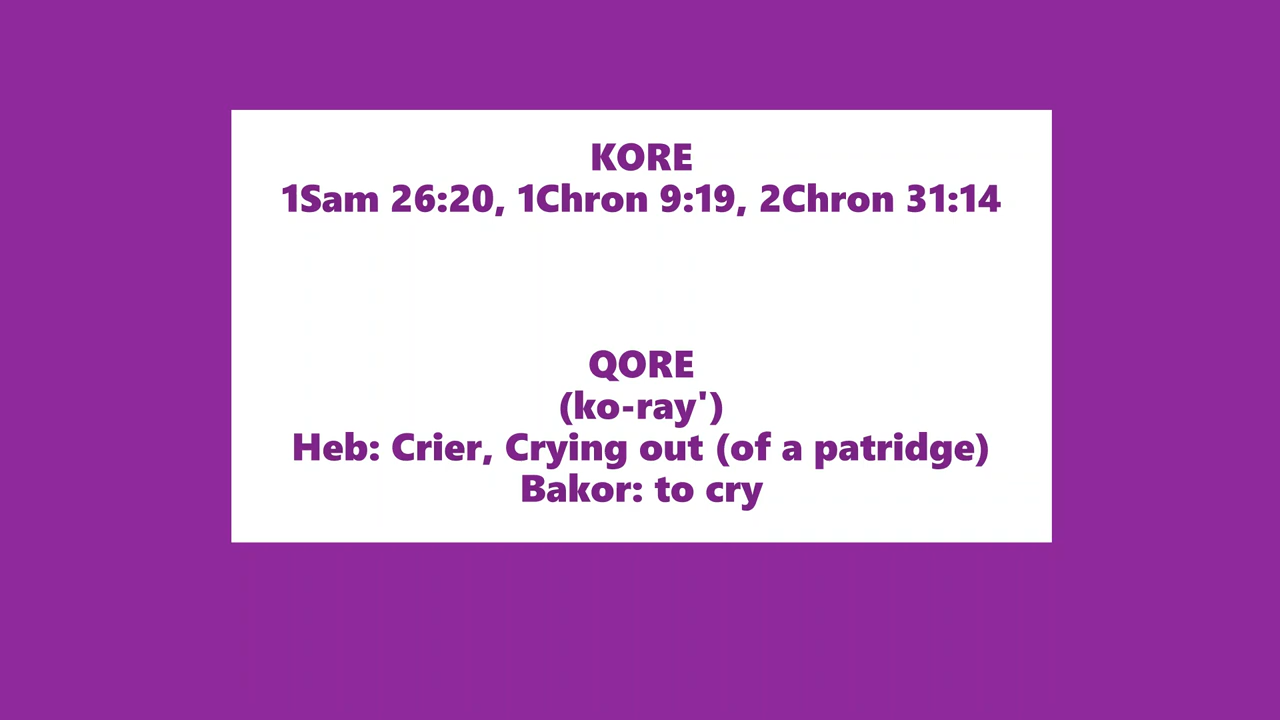 KORE
1Sam 26:20, 1Chron 9:19, 2Chron 31:14
QORE
(ko-ray')
Heb: Crier, Crying out (of a patridge)
Bakor: to cry